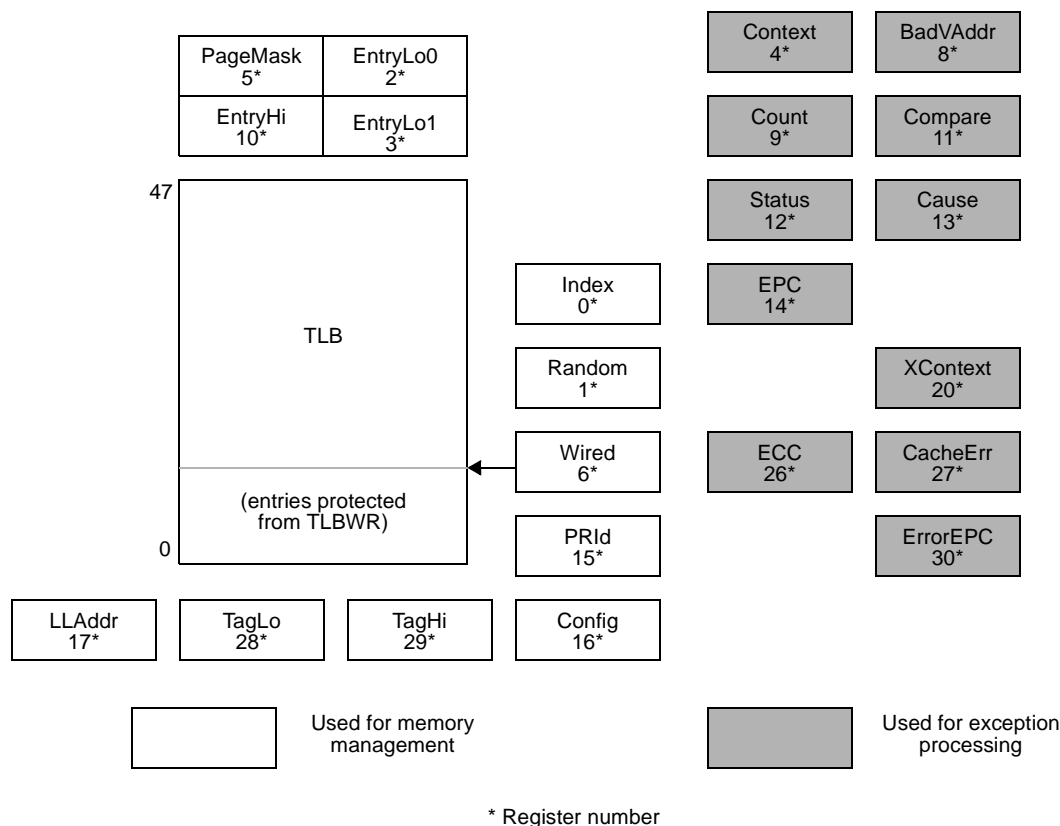 PageMask
5*
EntryLo0
2*
EntryHi
10*
EntryLo1
3*
Context
4*
BadVAddr
8*
Count
9*
Compare
11*
47
Status
12*
Cause
13*
Index
0*
EPC
14*
TLB
Random
1*
XContext
20*
Wired
6*
ECC
26*
CacheErr
27*
(entries protected
from TLBWR)
0
PRId
15*
ErrorEPC
30*
LLAddr
17*
TagLo
28*
TagHi
29*
Config
16*
Used for memory
management
Used for exception
processing
* Register number